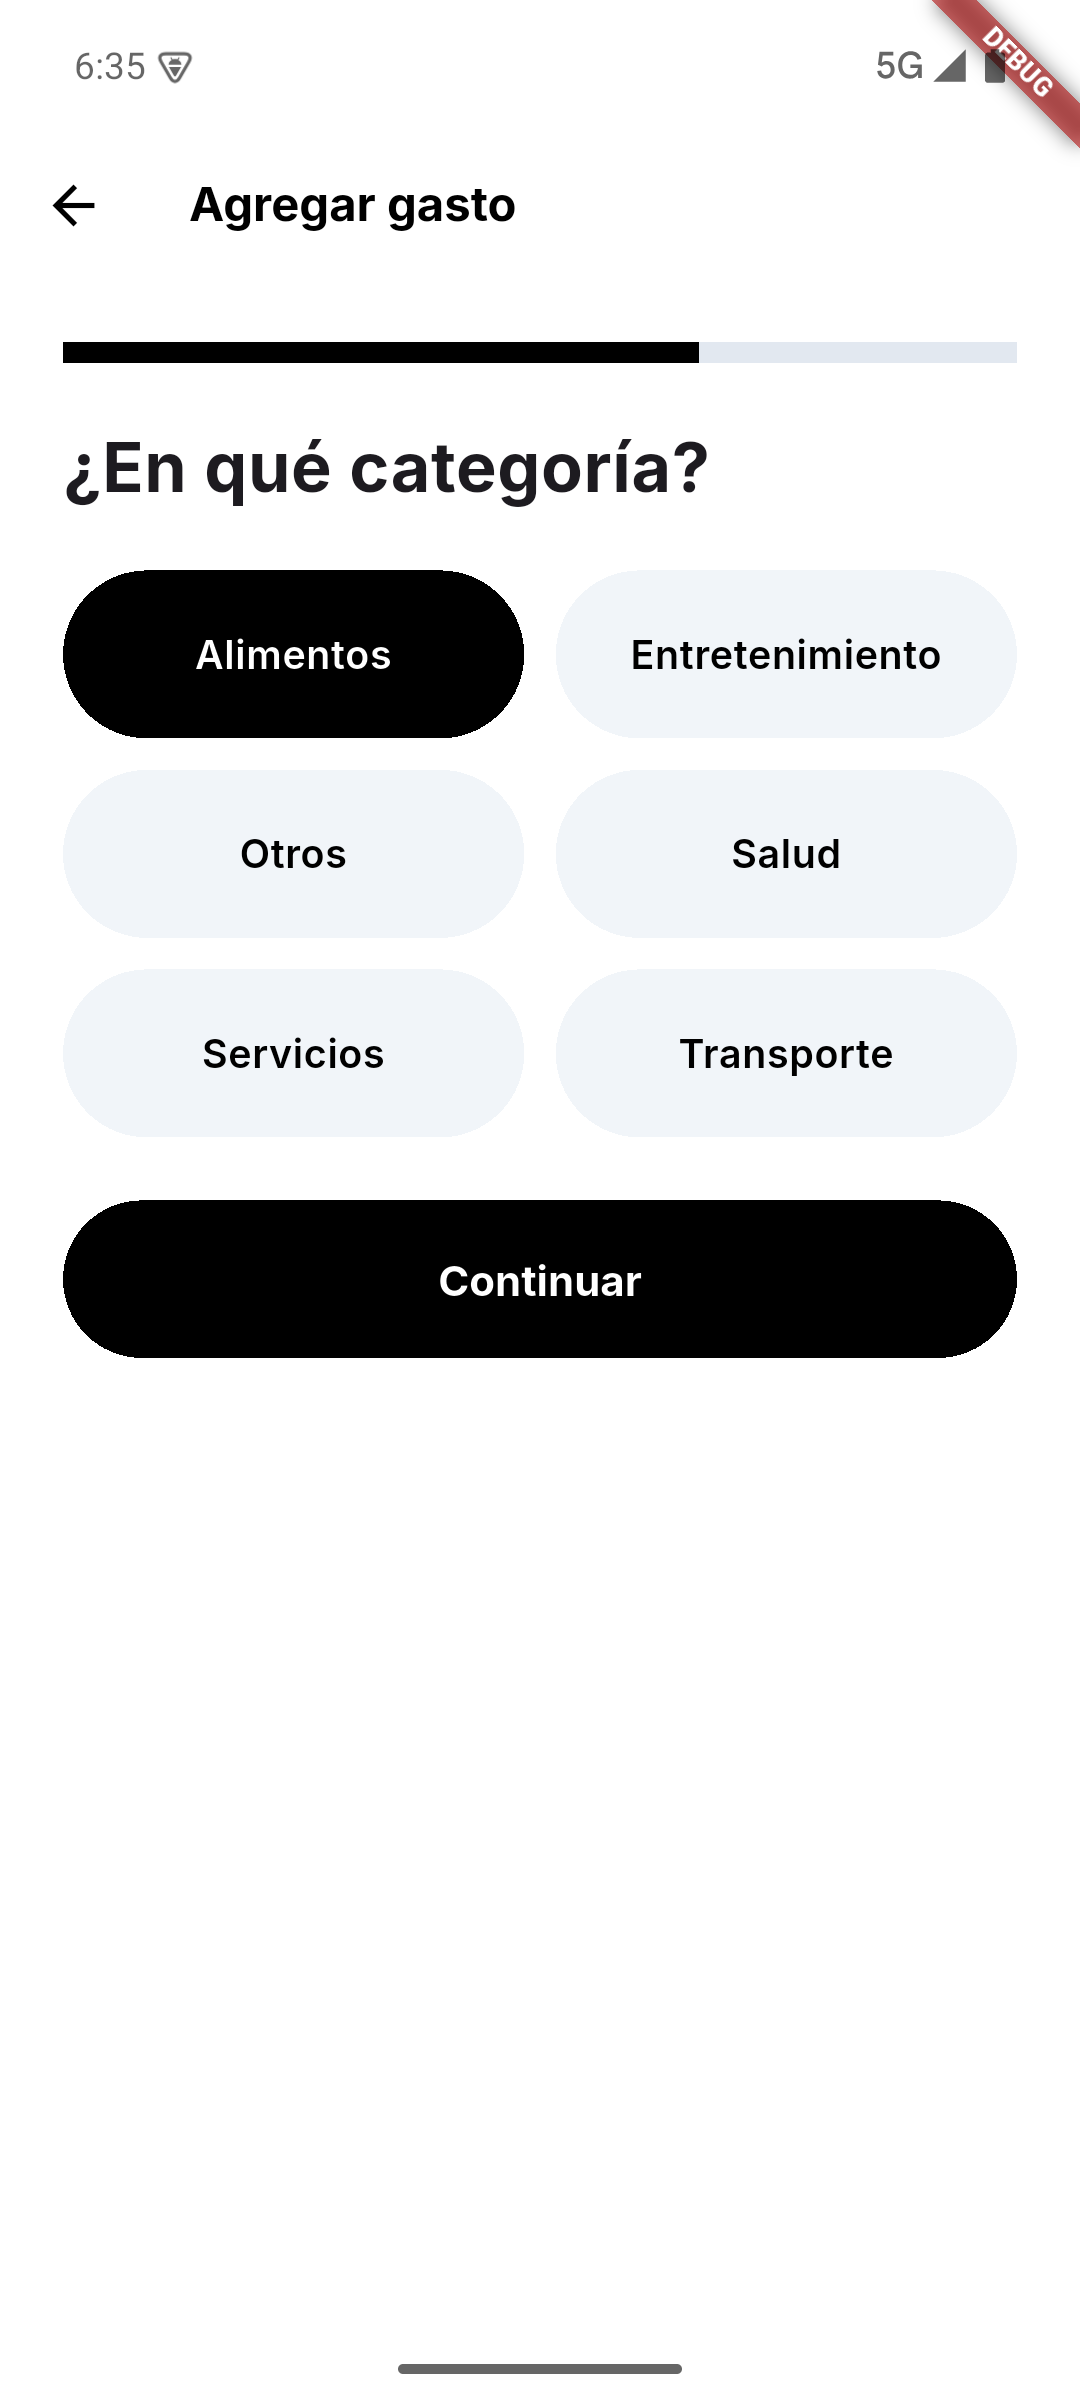 6:35
5G
DEBUG
Agregar gasto
¿En qué categoría?
Alimentos
Entretenimiento
Otros
Salud
Servicios
Transporte
Continuar